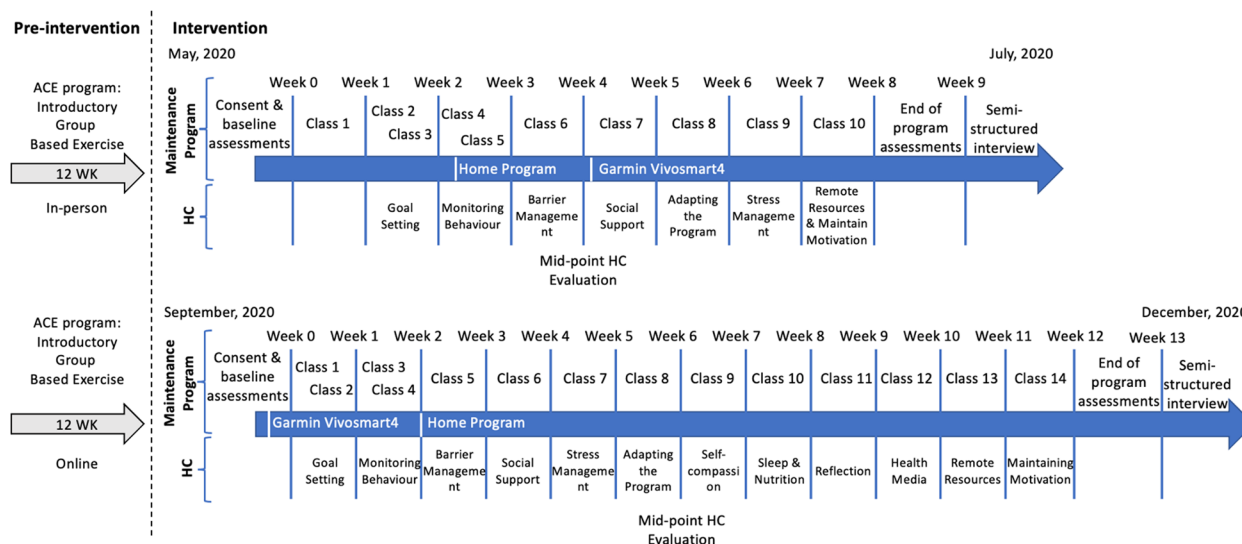 Pre-intervention
Intervention
May, 2020
July, 2020
ACE program:
Introductory
Group
Based Exercise
12 WK
In-person
Maintenance
Program
HC
Week 0
Week 1
Week 2
Week 3
Week 4
Week 5
Week 6
Week 7
Week 8
Week 9
Consent &
baseline
assessments
Class 1
Class 2
Class 3
Class 4
Class 5
Class 6
Class 7
Class 8
Class 9
Class 10
End of
program
assessments
Semi-
structured
interview
Home Program
Garmin Vivosmart4
Goal
Setting
Monitoring
Behaviour
Barrier
Manageme
nt
Social
Support
Adapting
the
Program
Stress
Manageme
nt
Remote
Resources
& Maintain
Motivation
Mid-point HC
Evaluation
September, 2020
December, 2020
ACE program:
Introductory
Group
Based Exercise
12 WK
Online
Maintenance
Program
HC
Week 0
Week 1
Week 2
Week 3
Week 4
Week 5
Week 6
Week 7
Week 8
Week 9
Week 10
Week 11
Week 12
Week 13
Consent &
baseline
assessments
Class 1
Class 2
Class 3
Class 4
Class 5
Class 6
Class 7
Class 8
Class 9
Class 10
Class 11
Class 12
Class 13
Class 14
End of
program
assessments
Semi-
structured
interview
Garmin Vivosmart4
Home Program
Goal
Setting
Monitoring
Behaviour
Barrier
Manageme
nt
Social
Support
Stress
Manageme
nt
Adapting
the
Program
Self-
compassi
on
Sleep &
Nutrition
Reflection
Health
Media
Remote
Resources
Maintaining
Motivation
Mid-point HC
Evaluation